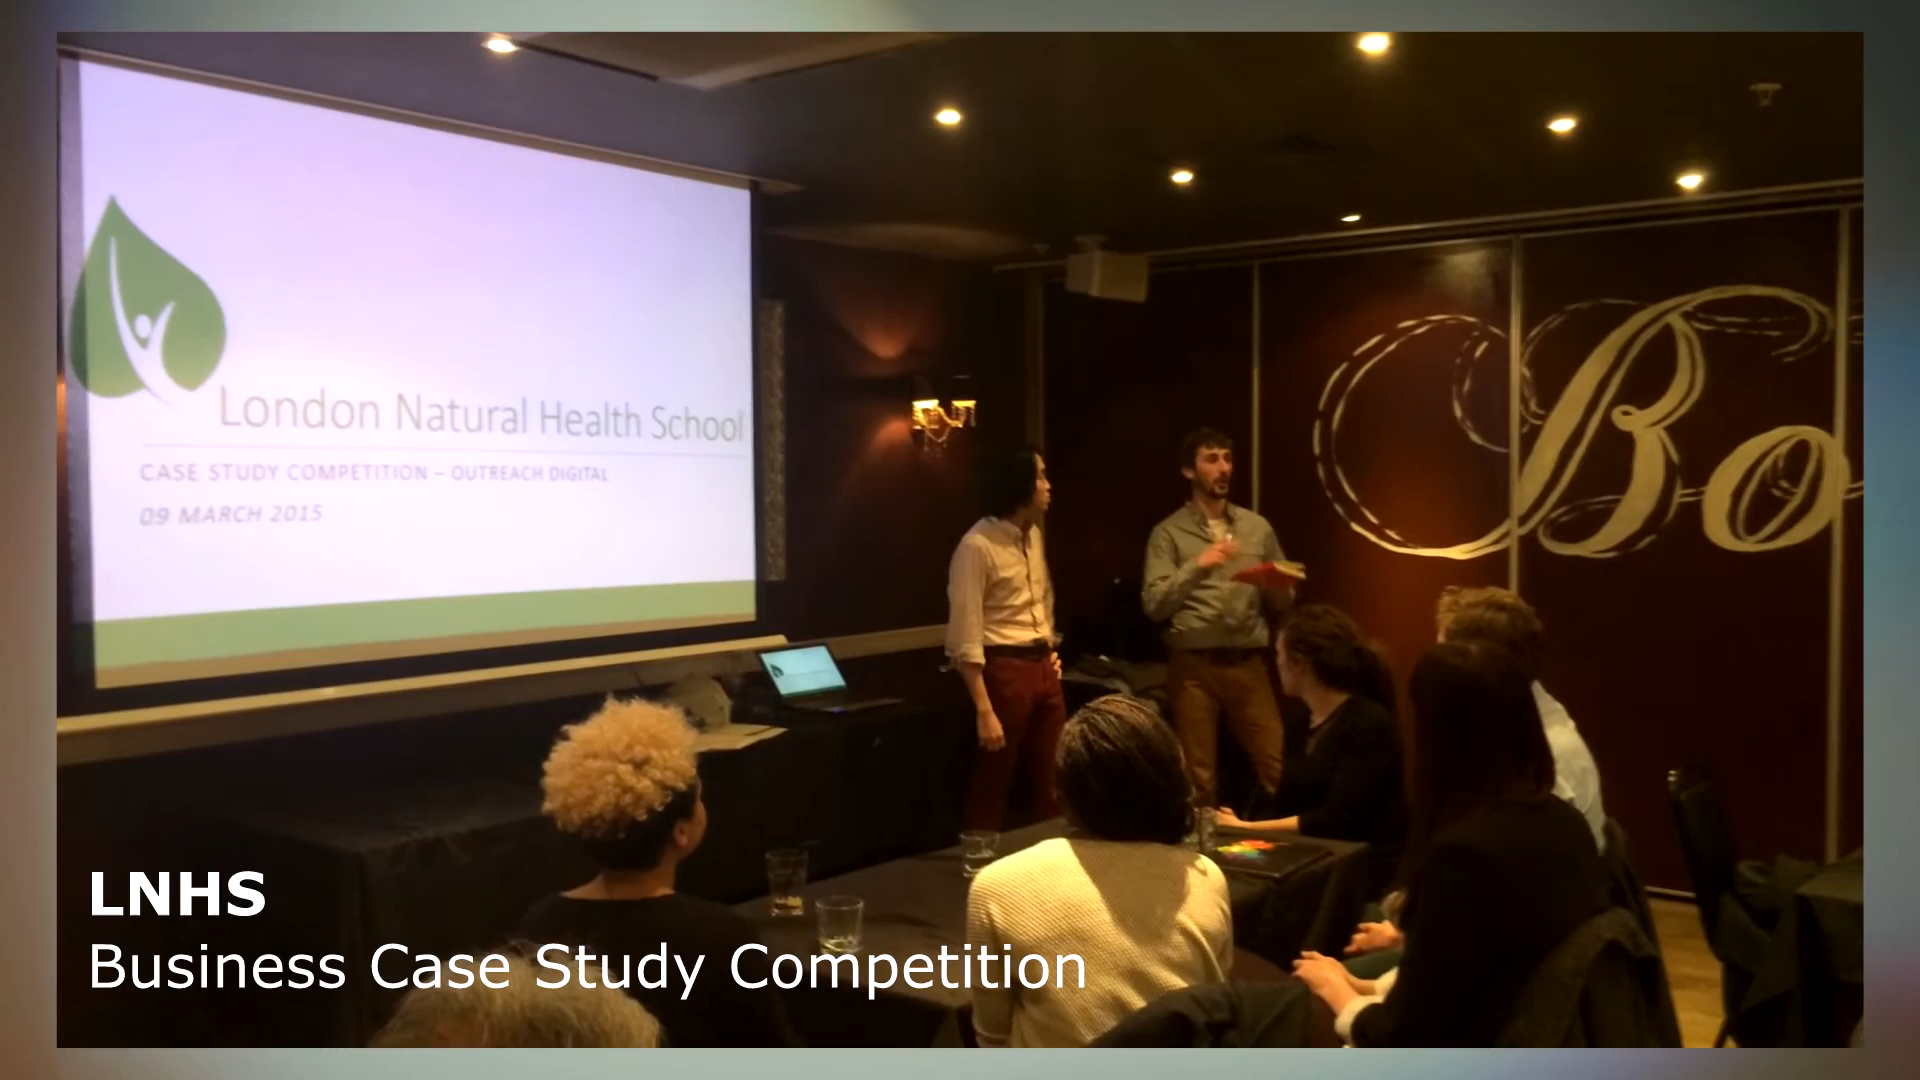 London Natural Health School
CASE STUDY COMPETITION – OUTREACH DIGITAL
09 MARCH 2015
Bo
LNHS
Business Case Study Competition